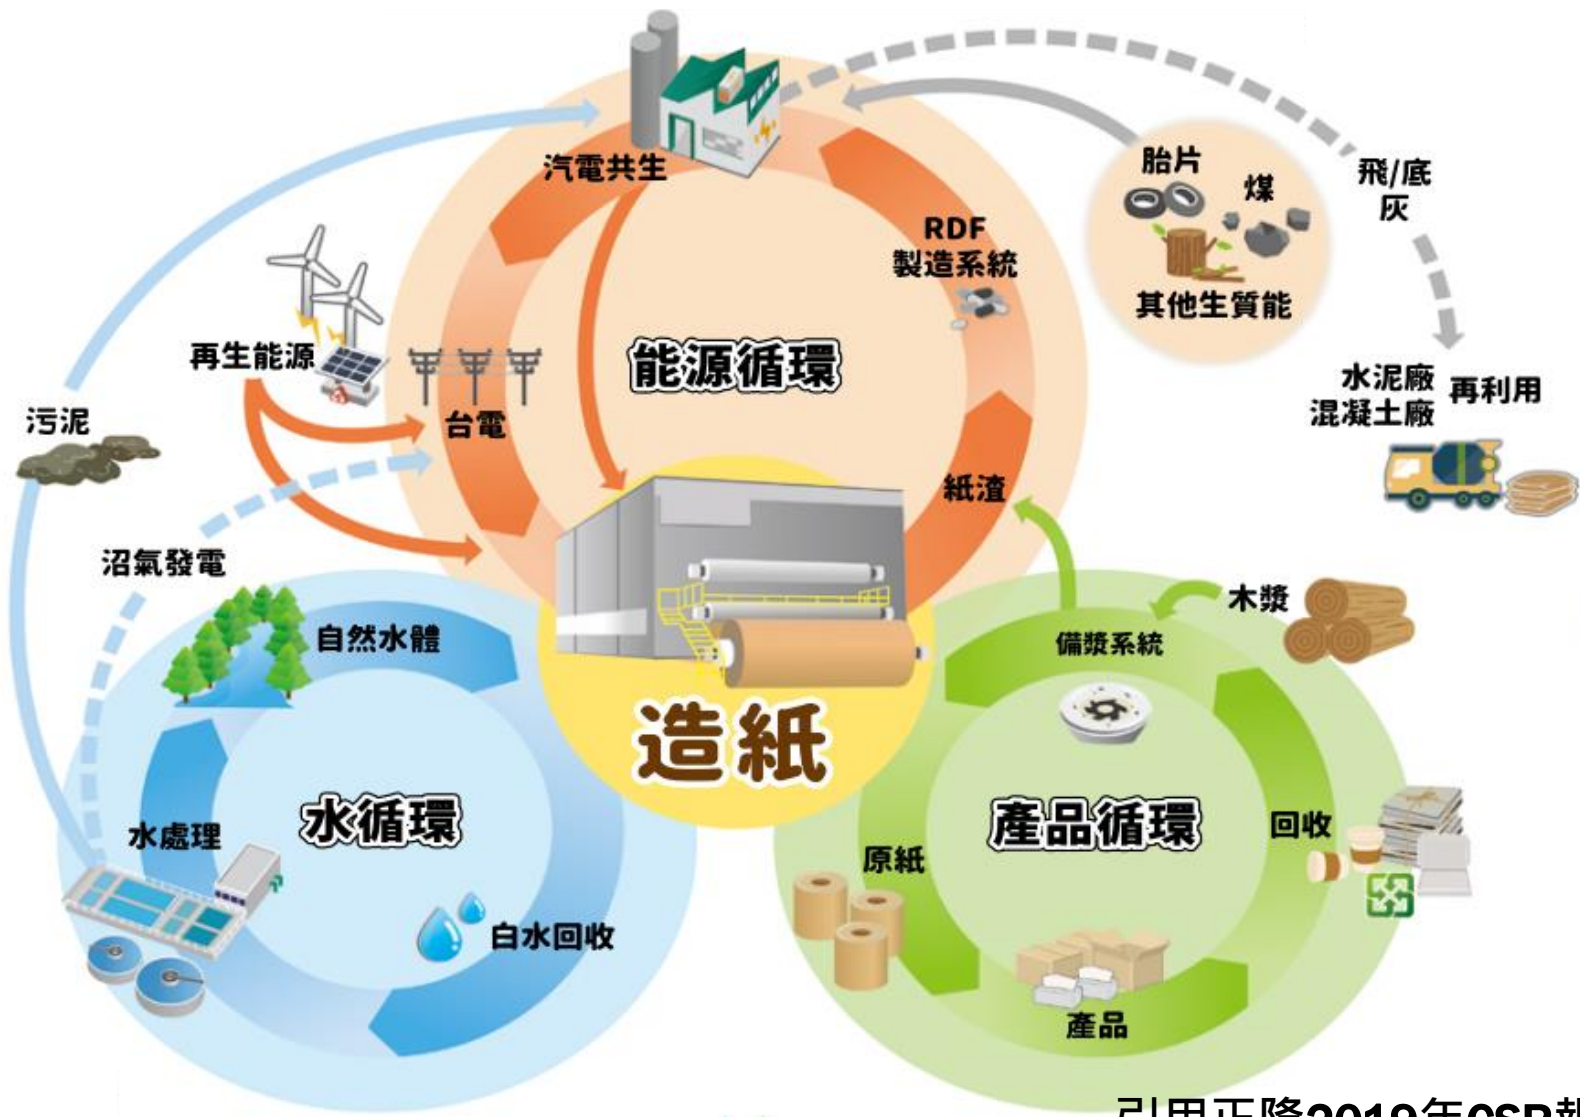 汽電共生
胎片
煤
其他生質能
飛/底
灰
RDF
製造系統
再生能源
台電
能源循環
水泥廠
混凝土廠
再利用
污泥
紙渣
沼氣發電
木漿
自然水體
備漿系統
造紙
水處理
水循環
白水回收
產品循環
回收
原紙
產品